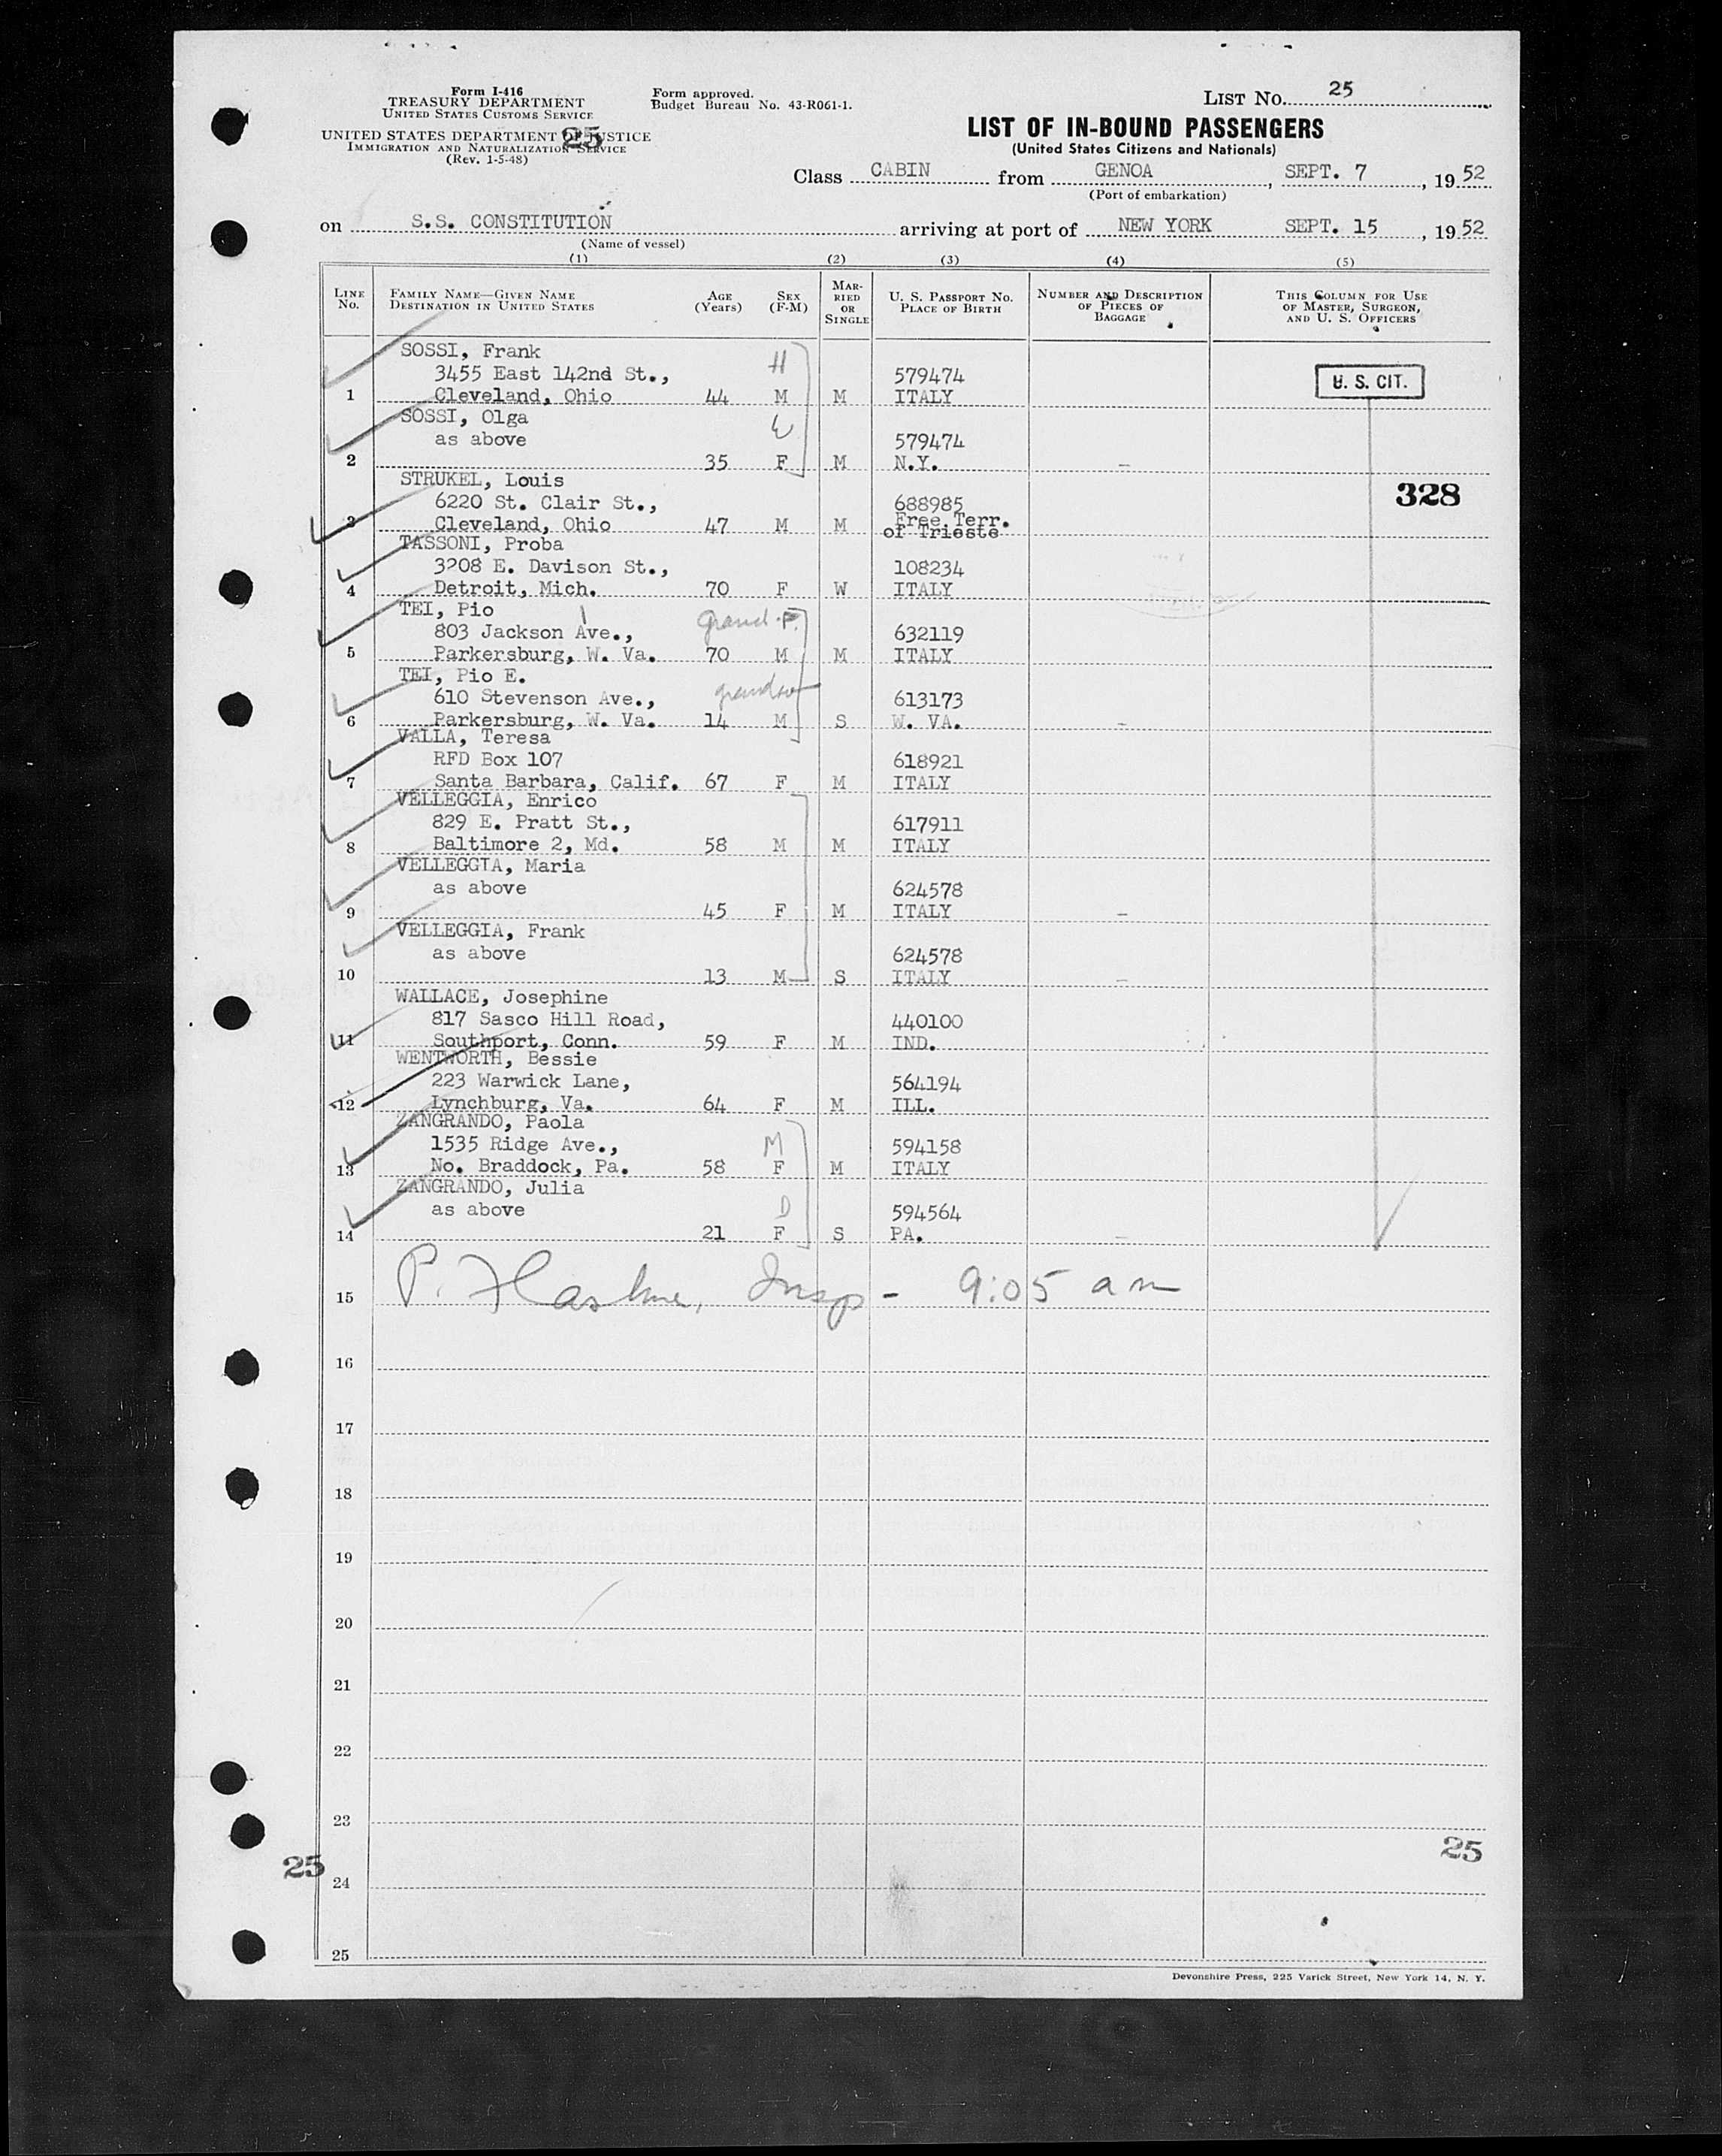 Form I-416
TREASURY DEPARTMENT
UNITED STATES CUSTOMS SERVICE
UNITED STATES DEPARTMENT OF JUSTICE
IMMIGRATION AND NATURALIZATION SERVICE
(Rev. 1-5-48)
25
Form approved.
Budget Bureau No. 43-R061-1.
LIST No. 25
LIST OF IN-BOUND PASSENGERS
(United States Citizens and Nationals)
Class CABIN from GENOA, SEPT. 7, 1952
(Port of embarkation)
on S.S. CONSTITUTION arriving at port of NEW YORK SEPT. 15, 1952
(Name of vessel)
(1) (2) (3) (4) (5)
LINE No. FAMILY NAME—GIVEN NAME DESTINATION IN UNITED STATES AGE (Years) SEX (F-M) MARRIED OR SINGLE U. S. PASSPORT No. PLACE OF BIRTH NUMBER AND DESCRIPTION OF PIECES OF BAGGAGE THIS COLUMN FOR USE OF MASTER, SURGEON, AND U. S. OFFICERS
SOSSI, Frank H
3455 East 142nd St., 579474 U. S. CIT.
1 Cleveland, Ohio 44 M M ITALY
SOSSI, Olga W
as above 579474
2 35 F M N.Y. –
STRUKEL, Louis 328
6220 St. Clair St., 688985
3 Cleveland, Ohio 47 M M Free Terr. of Trieste
TASSONI, Proba
3208 E. Davison St., 108234
4 Detroit, Mich. 70 F W ITALY
TEI, Pio grand-F.
803 Jackson Ave., 632119
5 Parkersburg, W. Va. 70 M M ITALY
TEI, Pio E. grandson
610 Stevenson Ave., 613173
6 Parkersburg, W. Va. 14 M S W. VA. –
VALLA, Teresa
RFD Box 107 618921
7 Santa Barbara, Calif. 67 F M ITALY
VELLEGGIA, Enrico
829 E. Pratt St., 617911
8 Baltimore 2, Md. 58 M M ITALY
VELLEGGIA, Maria
as above 624578
9 45 F M ITALY –
VELLEGGIA, Frank
as above 624578
10 13 M S ITALY –
WALLACE, Josephine
817 Sasco Hill Road, 440100
11 Southport, Conn. 59 F M IND.
WENTWORTH, Bessie
223 Warwick Lane, 564194
12 Lynchburg, Va. 64 F M ILL.
ZANGRANDO, Paola
1535 Ridge Ave., M 594158
13 No. Braddock, Pa. 58 F M ITALY
ZANGRANDO, Julia
as above D 594564
14 21 F S PA. –
15 P. Insp - 9:05 am
16
17
18
19
20
21
22
23
25
25
24
25
Devonshire Press, 225 Varick Street, New York 14, N. Y.